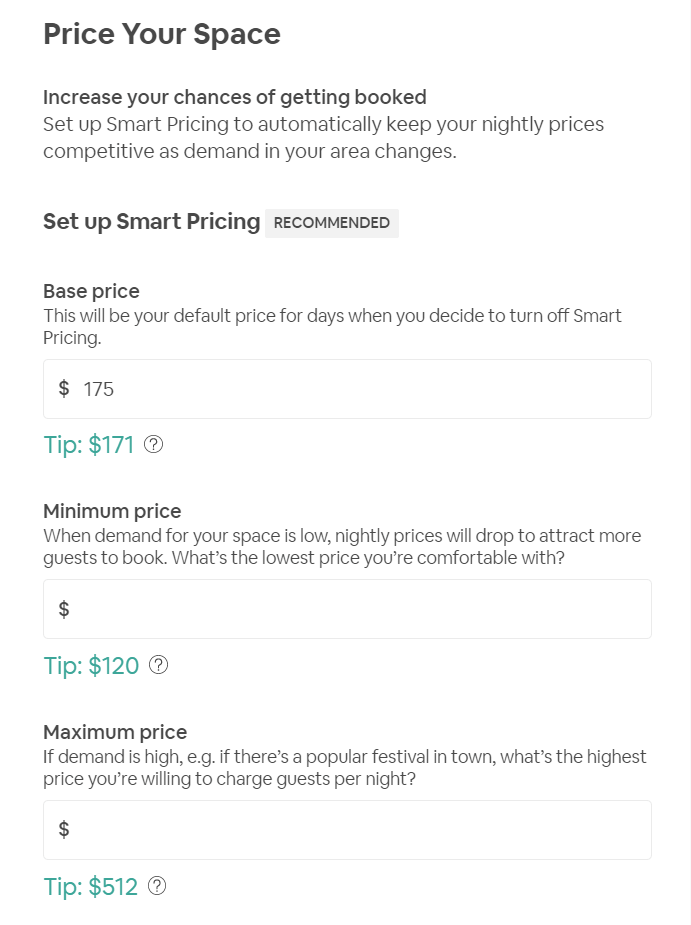 Price Your Space
Increase your chances of getting booked
Set up Smart Pricing to automatically keep your nightly prices
competitive as demand in your area changes.
Set up Smart Pricing RECOMMENDED
Base price
This will be your default price for days when you decide to turn off Smart
Pricing.
$ 175
Tip: $171 ?
Minimum price
When demand for your space is low, nightly prices will drop to attract more
guests to book. What’s the lowest price you’re comfortable with?
$
Tip: $120 ?
Maximum price
If demand is high, e.g. if there’s a popular festival in town, what’s the highest
price you’re willing to charge guests per night?
$
Tip: $512 ?